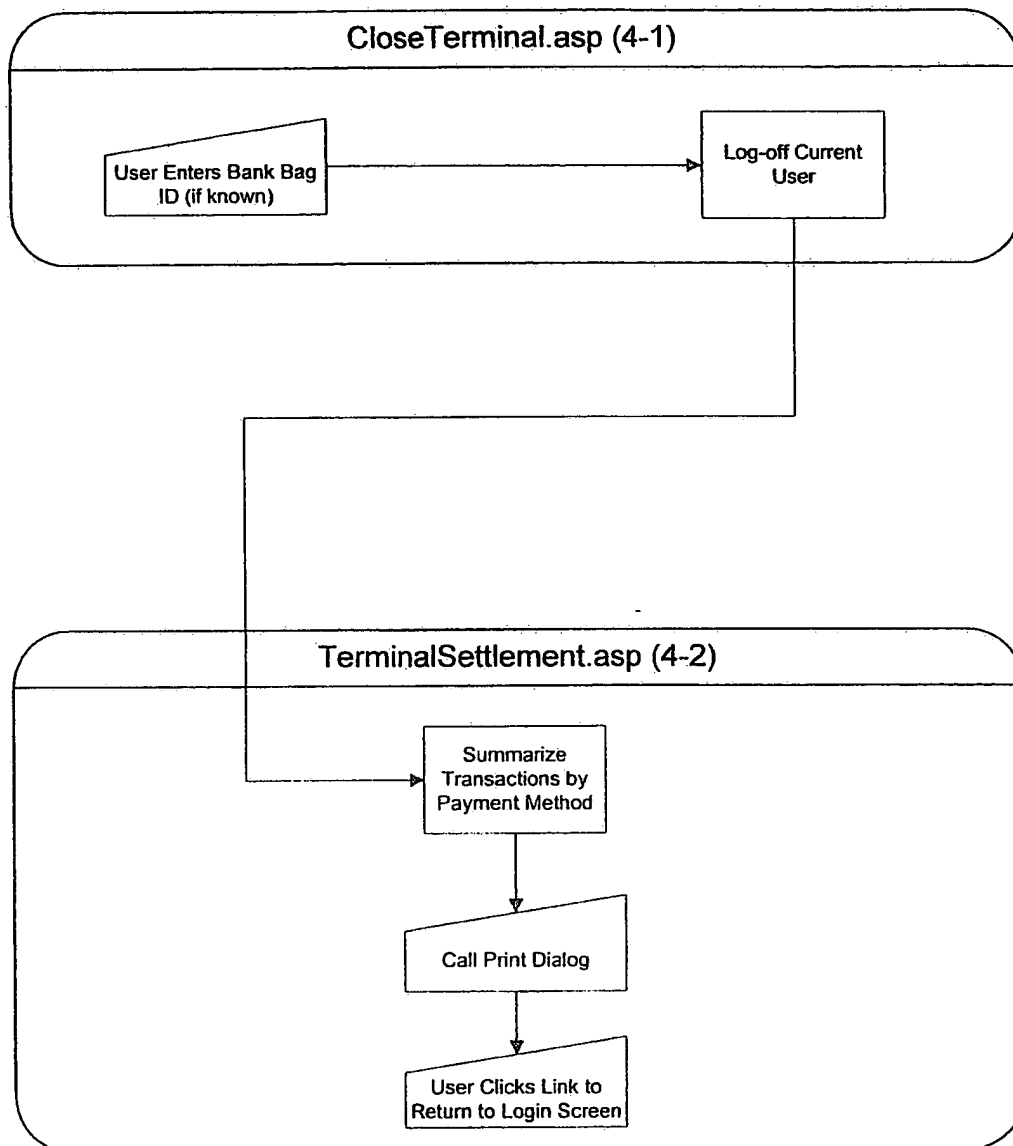 CloseTerminal.asp (4-1)
User Enters Bank Bag
ID (if known)
Log-off Current
User
TerminalSettlement.asp (4-2)
Summarize
Transactions by
Payment Method
Call Print Dialog
User Clicks Link to
Return to Login Screen